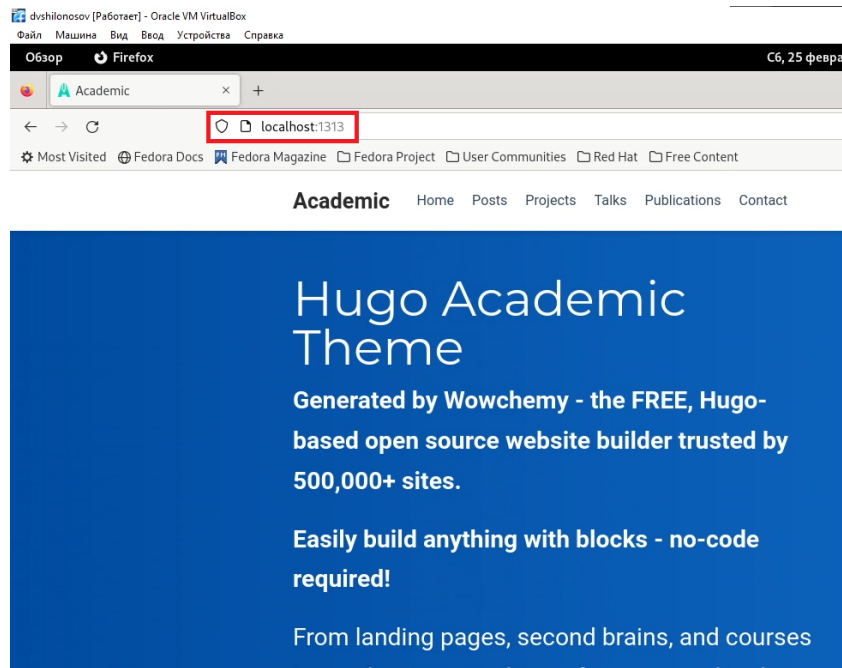 dvshilonosov [Работает] - Oracle VM VirtualBox
Файл Машина Вид Ввод Устройства Справка
Обзор Firefox Сб, 25 февра
Academic
localhost:1313
Most Visited Fedora Docs Fedora Magazine Fedora Project User Communities Red Hat Free Content
Academic Home Posts Projects Talks Publications Contact
Hugo Academic
Theme
Generated by Wowchemy - the FREE, Hugo-
based open source website builder trusted by
500,000+ sites.
Easily build anything with blocks - no-code
required!
From landing pages, second brains, and courses